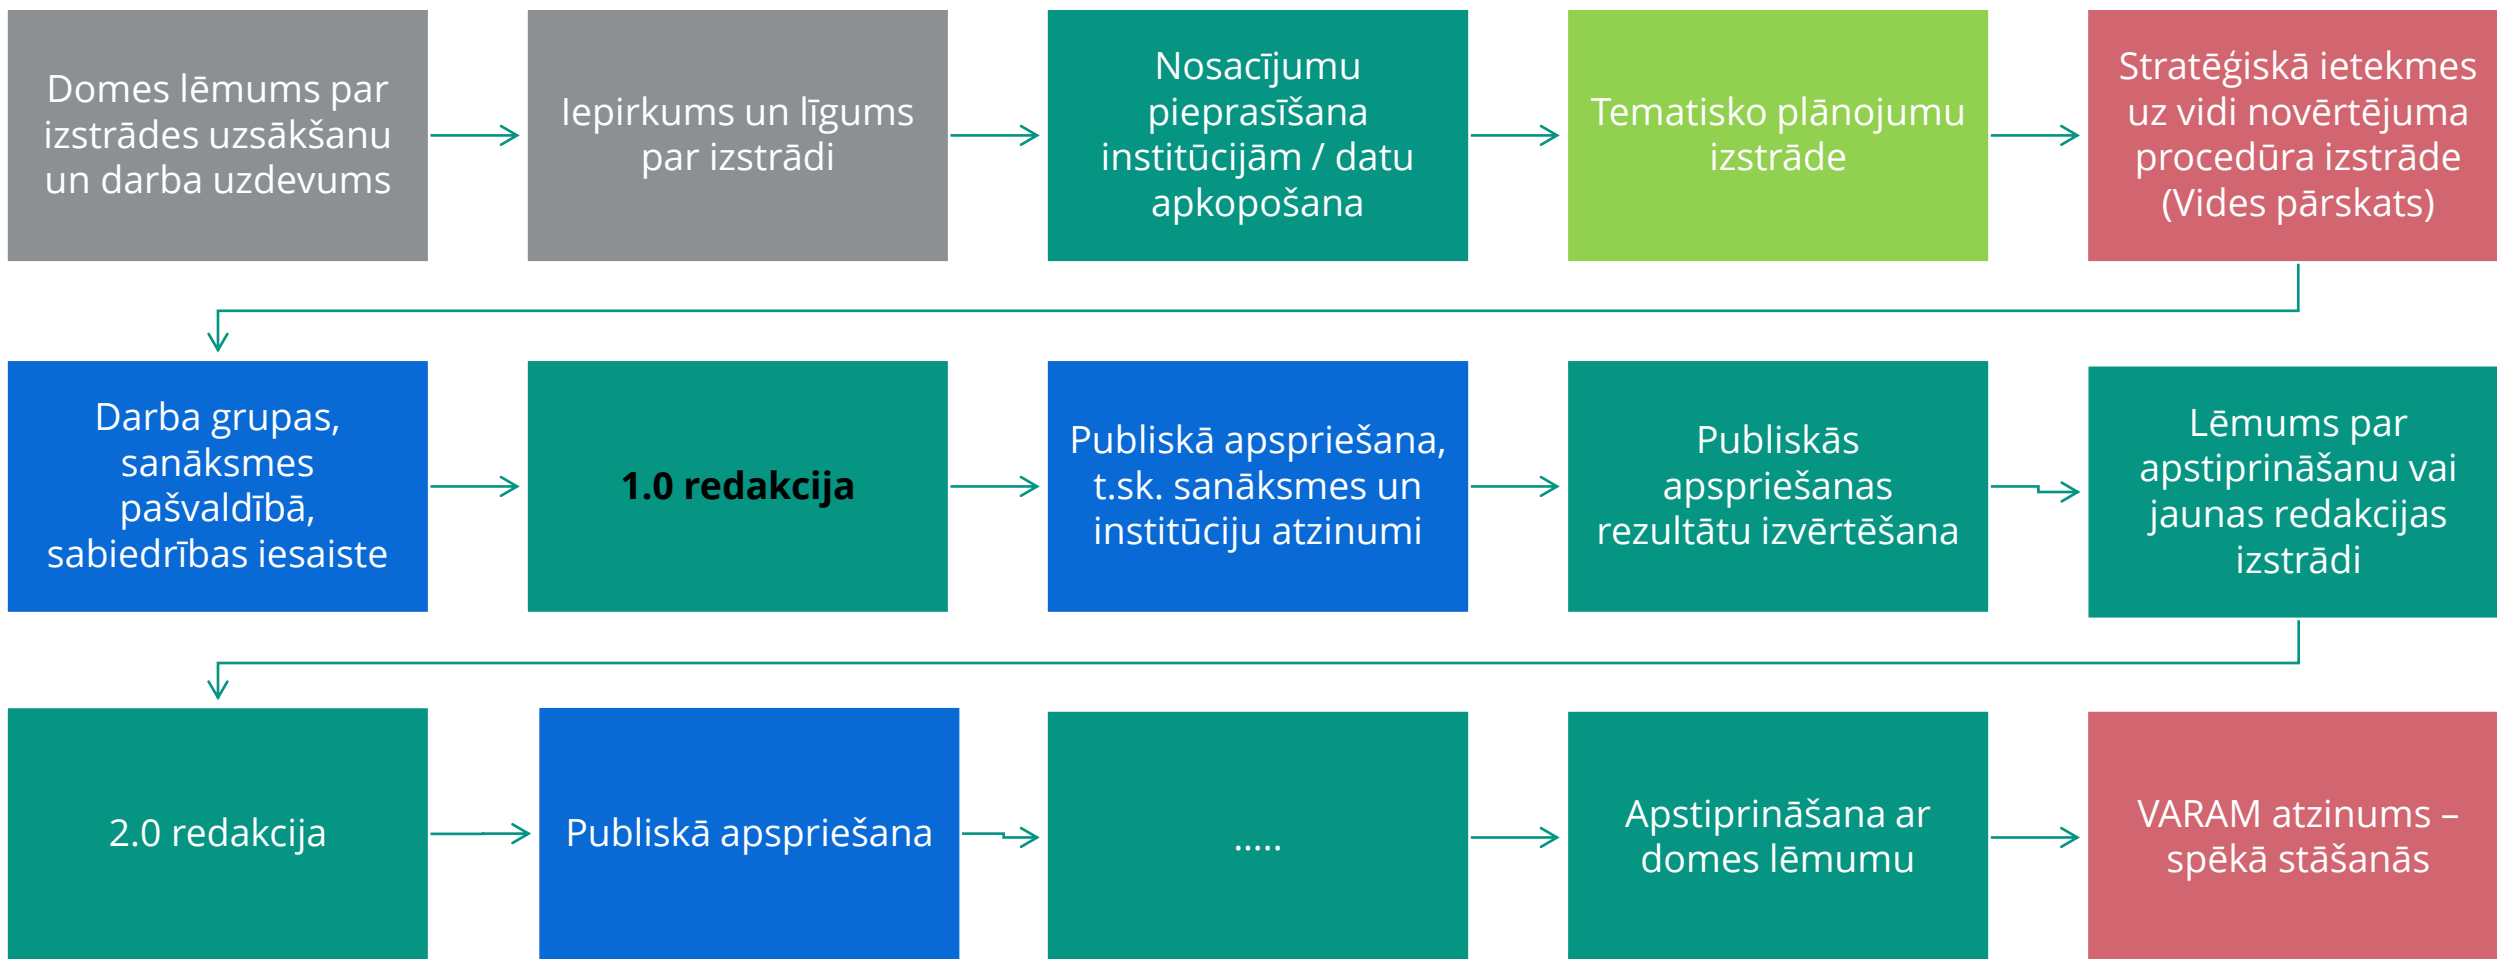 Domes lēmums par
izstrādes uzsākšanu
un darba uzdevums
Iepirkums un līgums
par izstrādi
Nosacījumu
pieprasīšana
institūcijām / datu
apkopošana
Tematisko plānojumu
izstrāde
Stratēģiskā ietekmes
uz vidi novērtējuma
procedūra izstrāde
(Vides pārskats)
Darba grupas,
sanāksmes
pašvaldībā,
sabiedrības iesaiste
1.0 redakcija
Publiskā apspriešana,
t.sk. sanāksmes un
institūciju atzinumi
Publiskās
apspriešanas
rezultātu izvērtēšana
Lēmums par
apstiprināšanu vai
jaunas redakcijas
izstrādi
2.0 redakcija
Publiskā apspriešana
.....
Apstiprināšana ar
domes lēmumu
VARAM atzinums –
spēkā stāšanās